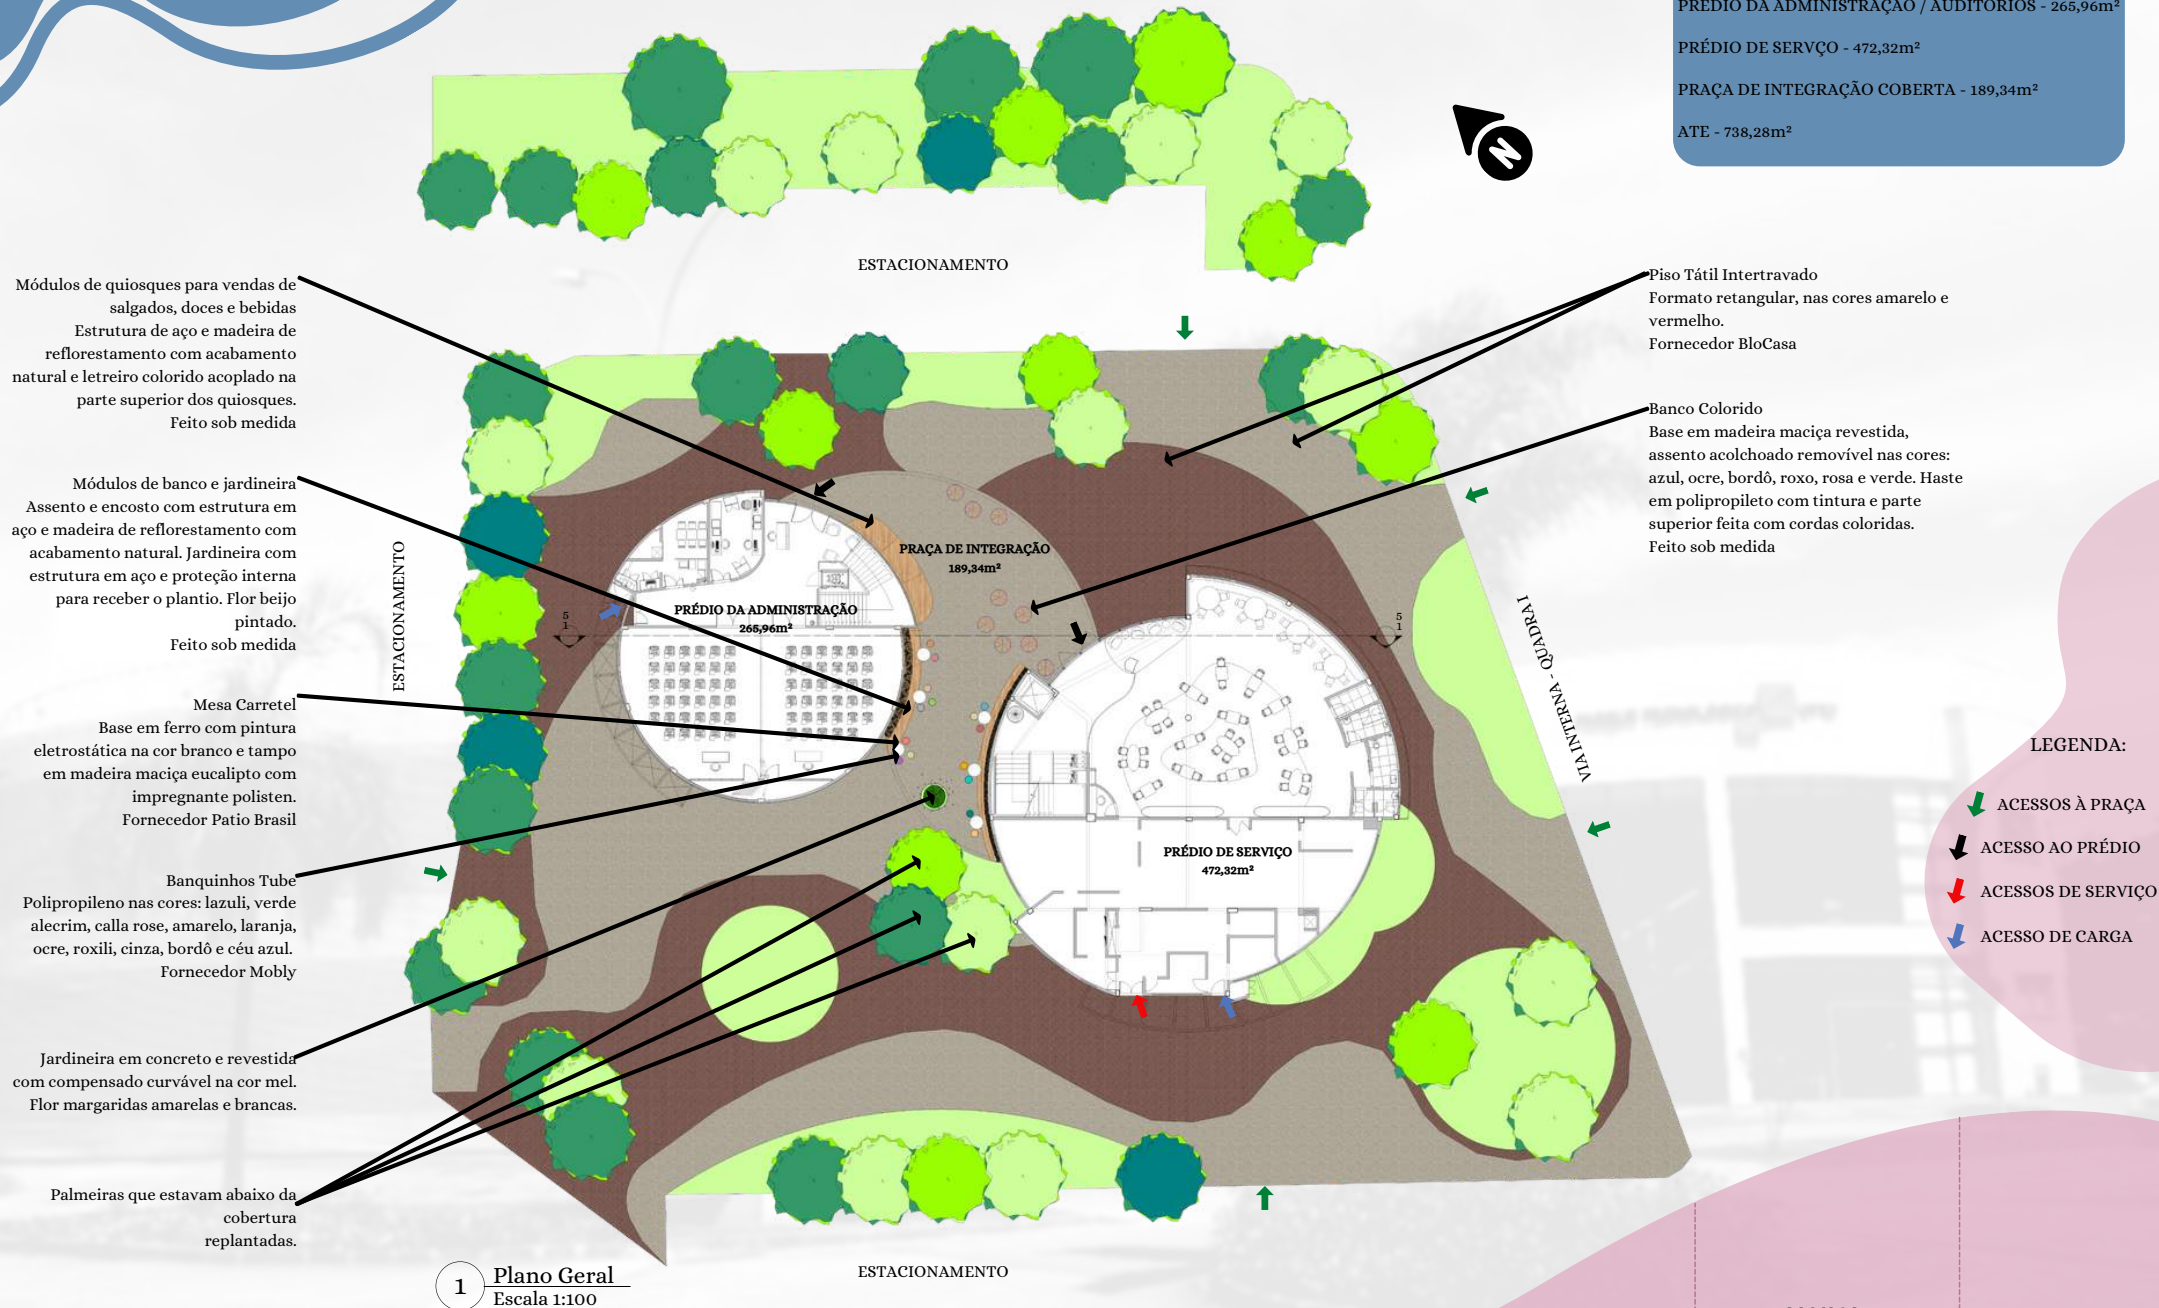 PRÉDIO DA ADMINISTRAÇÃO / AUDITÓRIOS - 265,96m²
PRÉDIO DE SERVÇO - 472,32m²
PRAÇA DE INTEGRAÇÃO COBERTA - 189,34m²
ATE - 738,28m²
N
ESTACIONAMENTO
Módulos de quiosques para vendas de
salgados, doces e bebidas
Estrutura de aço e madeira de
reflorestamento com acabamento
natural e letreiro colorido acoplado na
parte superior dos quiosques.
Feito sob medida
Módulos de banco e jardineira
Assento e encosto com estrutura em
aço e madeira de reflorestamento com
acabamento natural. Jardineira com
estrutura em aço e proteção interna
para receber o plantio. Flor beijo
pintado.
Feito sob medida
Mesa Carretel
Base em ferro com pintura
eletrostática na cor branco e tampo
em madeira maciça eucalipto com
impregnante polisten.
Fornecedor Patio Brasil
Banquinhos Tube
Polipropileno nas cores: lazuli, verde
alecrim, calla rose, amarelo, laranja,
ocre, roxili, cinza, bordô e céu azul.
Fornecedor Mobly
Jardineira em concreto e revestida
com compensado curvável na cor mel.
Flor margaridas amarelas e brancas.
Palmeiras que estavam abaixo da
cobertura
replantadas.
ESTACIONAMENTO
PRAÇA DE INTEGRAÇÃO
189,34m²
PRÉDIO DA ADMINISTRAÇÃO
265,96m²
5
1
5
1
PRÉDIO DE SERVIÇO
472,32m²
VIA INTERNA - QUADRA I
Piso Tátil Intertravado
Formato retangular, nas cores amarelo e
vermelho.
Fornecedor BloCasa
Banco Colorido
Base em madeira maciça revestida,
assento acolchoado removível nas cores:
azul, ocre, bordô, roxo, rosa e verde. Haste
em polipropileto com tintura e parte
superior feita com cordas coloridas.
Feito sob medida
LEGENDA:
ACESSOS À PRAÇA
ACESSO AO PRÉDIO
ACESSOS DE SERVIÇO
ACESSO DE CARGA
ESTACIONAMENTO
1
Plano Geral
Escala 1:100